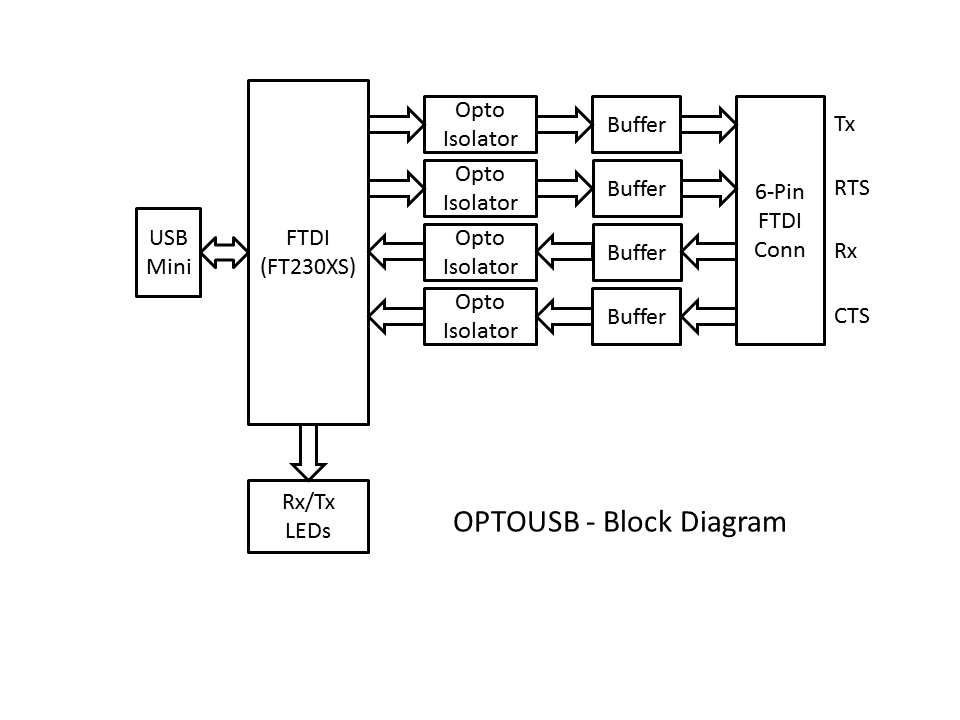 Opto
Isolator
Buffer
Tx
Opto
Isolator
Buffer
RTS
USB
Mini
FTDI
(FT230XS)
Opto
Isolator
Buffer
6-Pin
FTDI
Conn
Rx
Opto
Isolator
Buffer
CTS
Rx/Tx
LEDs
OPTOUSB - Block Diagram